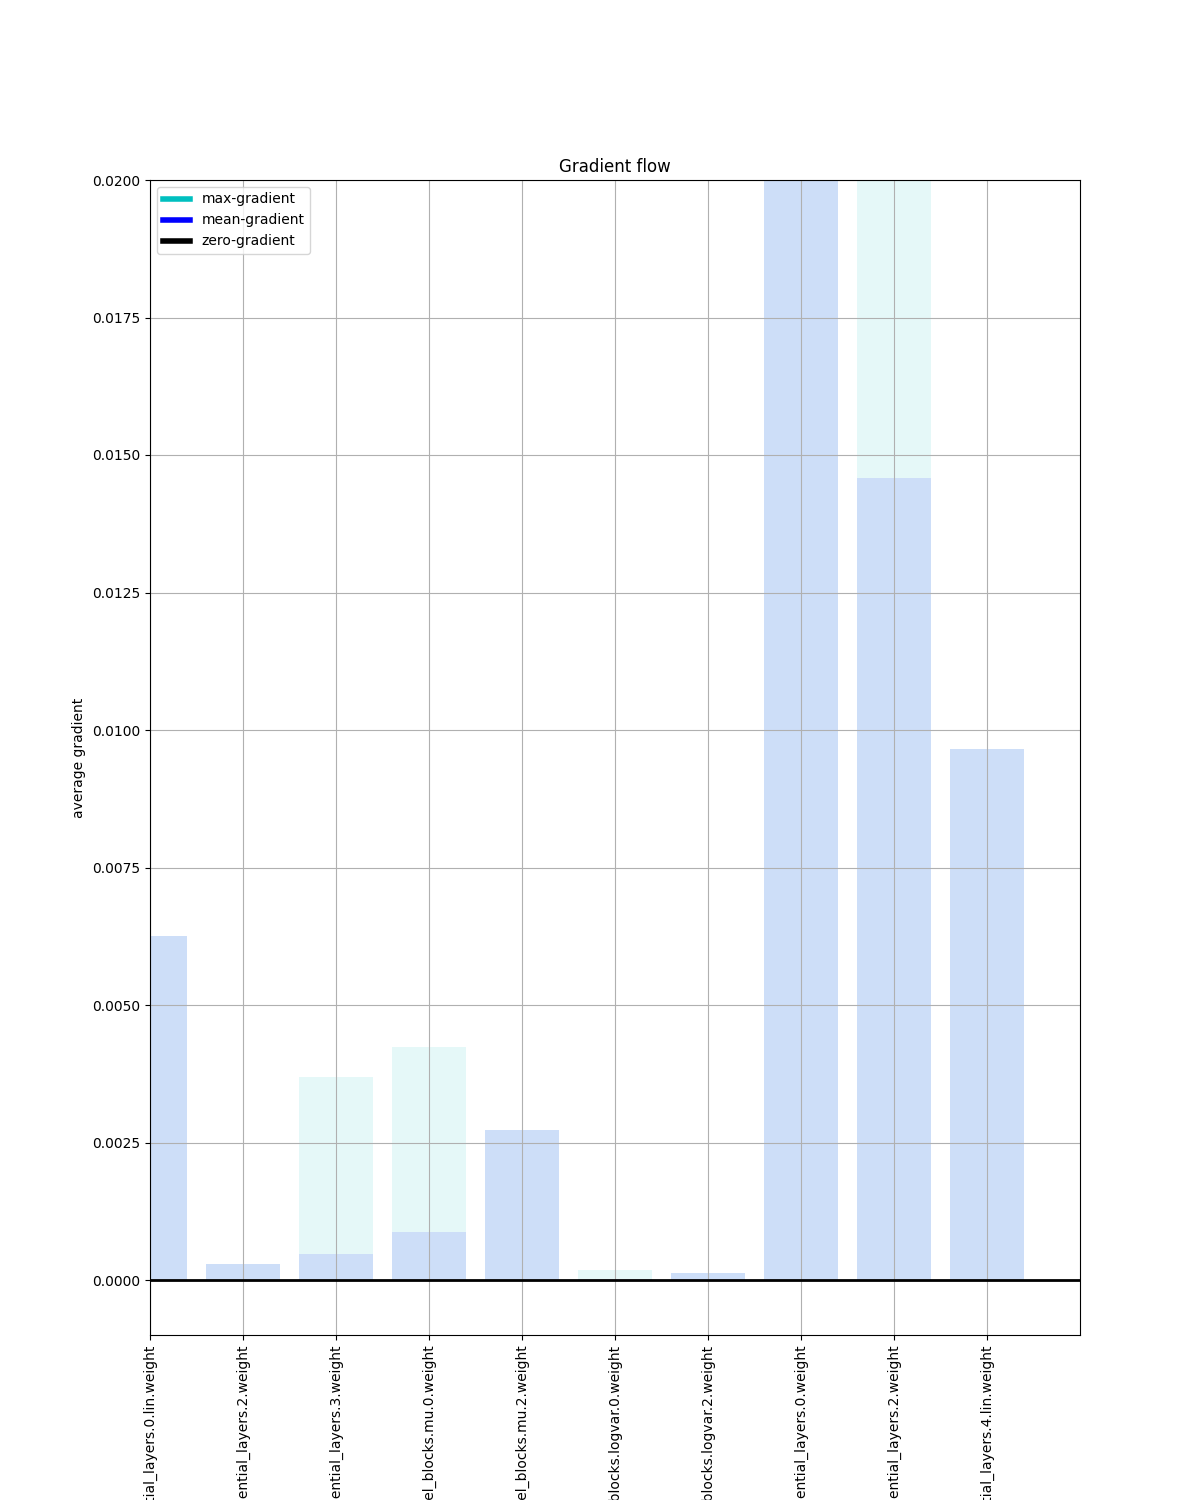 Gradient flow
max-gradient
mean-gradient
zero-gradient
0.0200
0.0175
0.0150
0.0125
0.0100
0.0075
0.0050
0.0025
0.0000
average gradient
tial_layers.0.lin.weight
ential_layers.2.weight
ential_layers.3.weight
el_blocks.mu.0.weight
el_blocks.mu.2.weight
blocks.logvar.0.weight
blocks.logvar.2.weight
ential_layers.0.weight
ential_layers.2.weight
tial_layers.4.lin.weight